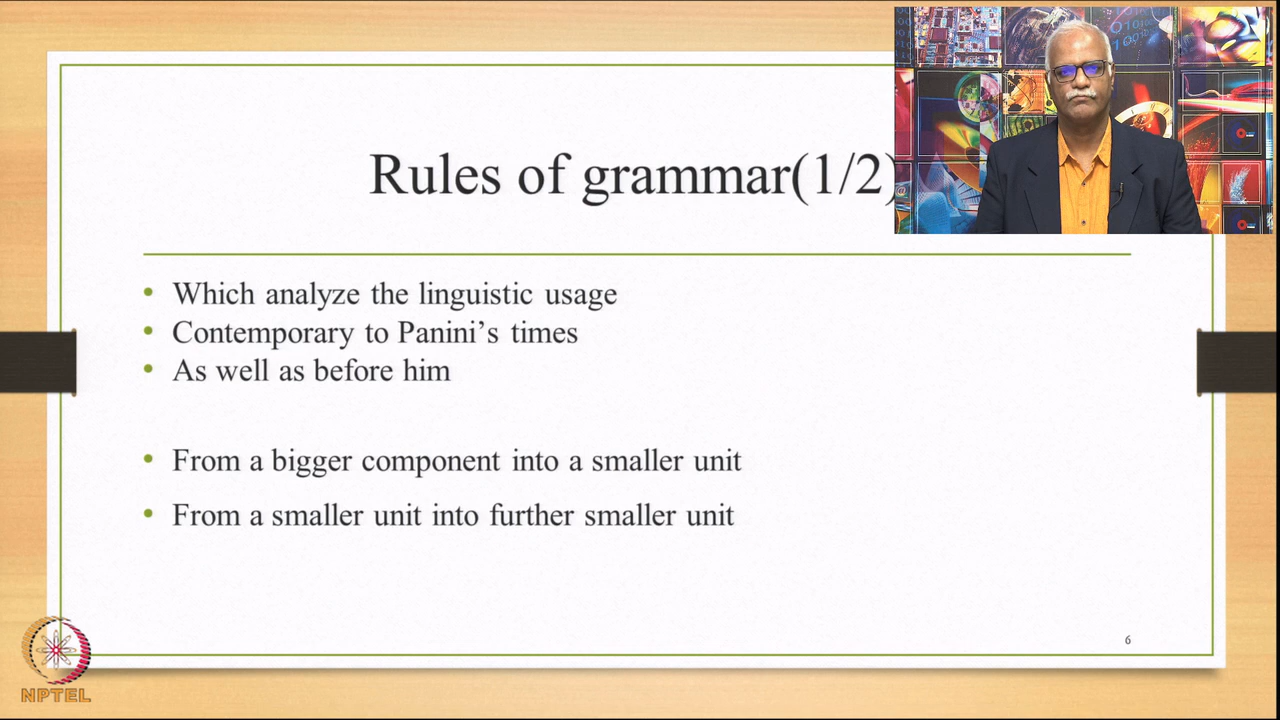 Rules of grammar(1/2)
Which analyze the linguistic usage
Contemporary to Panini's times
As well as before him
From a bigger component into a smaller unit
From a smaller unit into further smaller unit
6
NPTEL